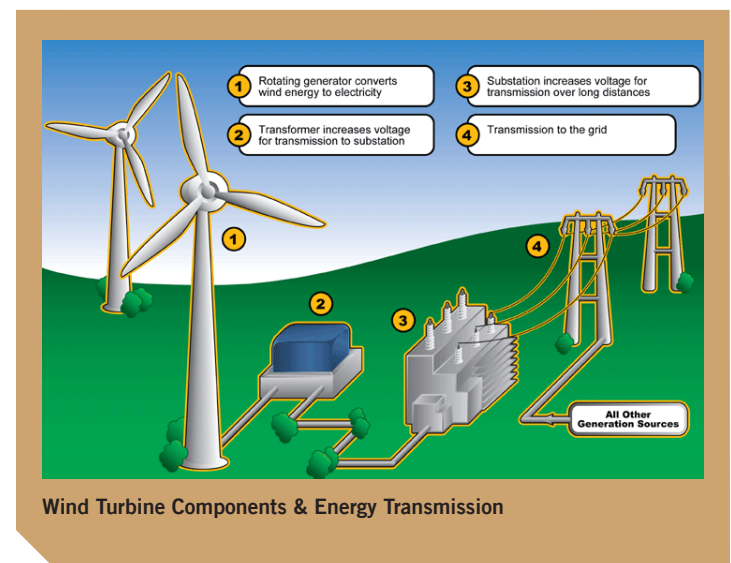 1 Rotating generator converts
wind energy to electricity
2 Transformer increases voltage
for transmission to substation
3 Substation increases voltage for
transmission over long distances
4 Transmission to the grid
1
2
3
4
All Other
Generation Sources
Wind Turbine Components & Energy Transmission